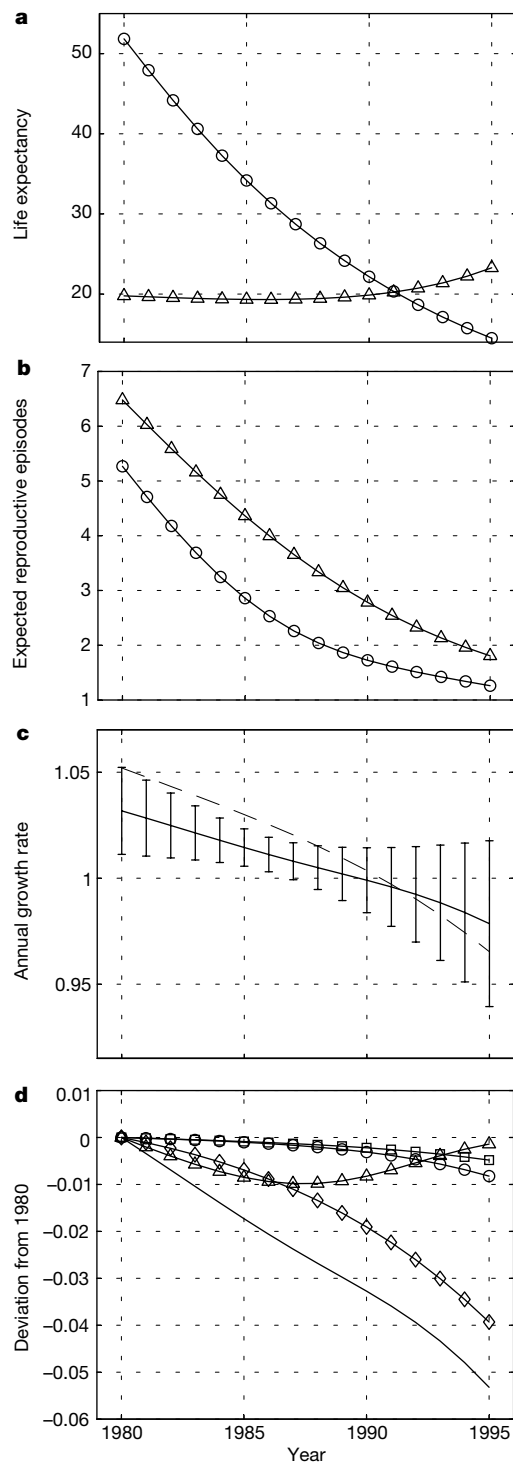 a
50
40
30
20
Life expectancy
b
7
6
5
4
3
2
1
Expected reproductive episodes
c
1.05
1
0.95
Annual growth rate
d
0.01
0
–0.01
–0.02
–0.03
–0.04
–0.05
–0.06
Deviation from 1980
1980 1985 1990 1995
Year